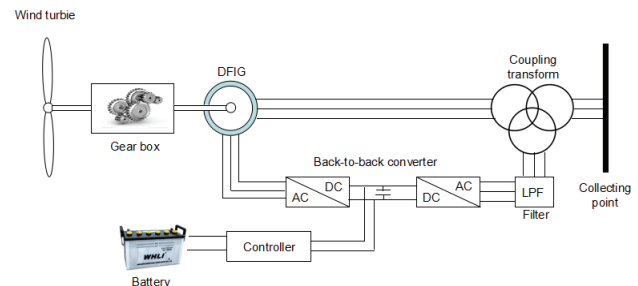 Wind turbie
DFIG
Coupling
transform
Gear box
Back-to-back converter
DC
AC
AC
DC
LPF
Filter
Collecting
point
Controller
WHLI
Battery